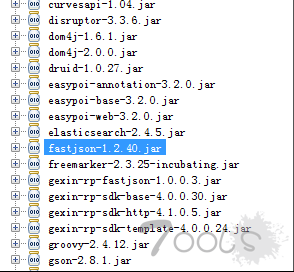 curvesapi-1.04.jar
disruptor-3.3.6.jar
dom4j-1.6.1.jar
dom4j-2.0.0.jar
druid-1.0.27.jar
easypoi-annotation-3.2.0.jar
easypoi-base-3.2.0.jar
easypoi-web-3.2.0.jar
elasticsearch-2.4.5.jar
fastjson-1.2.40.jar
freemarker-2.3.25-incubating.jar
gexin-rp-fastjson-1.0.0.3.jar
gexin-rp-sdk-base-4.0.0.30.jar
gexin-rp-sdk-http-4.1.0.5.jar
gexin-rp-sdk-template-4.0.0.24.jar
groovy-2.4.12.jar
gson-2.8.1.jar